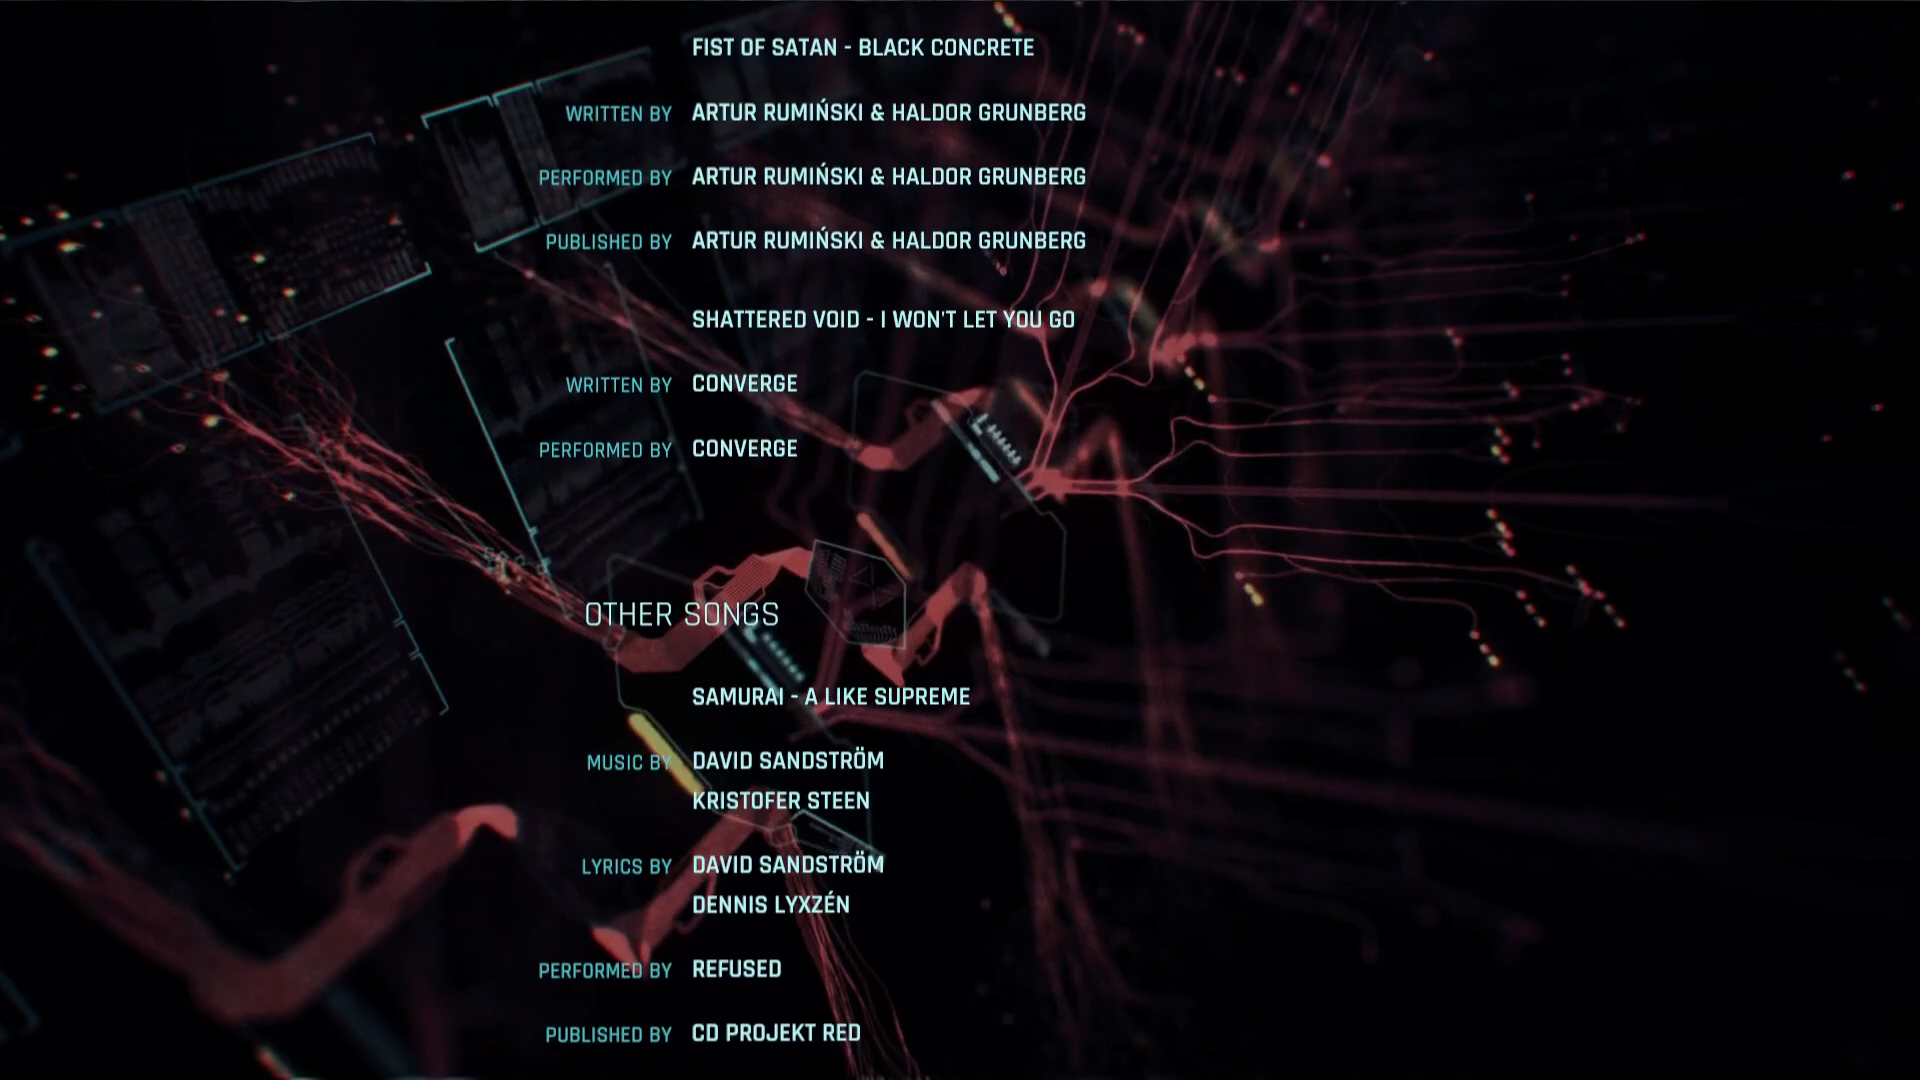 FIST OF SATAN - BLACK CONCRETE
WRITTEN BY ARTUR RUMIŃSKI & HALDOR GRUNBERG
PERFORMED BY ARTUR RUMIŃSKI & HALDOR GRUNBERG
PUBLISHED BY ARTUR RUMIŃSKI & HALDOR GRUNBERG
SHATTERED VOID - I WON'T LET YOU GO
WRITTEN BY CONVERGE
PERFORMED BY CONVERGE
OTHER SONGS
SAMURAI - A LIKE SUPREME
MUSIC BY DAVID SANDSTRÖM
KRISTOFER STEEN
LYRICS BY DAVID SANDSTRÖM
DENNIS LYXZÉN
PERFORMED BY REFUSED
PUBLISHED BY CD PROJEKT RED